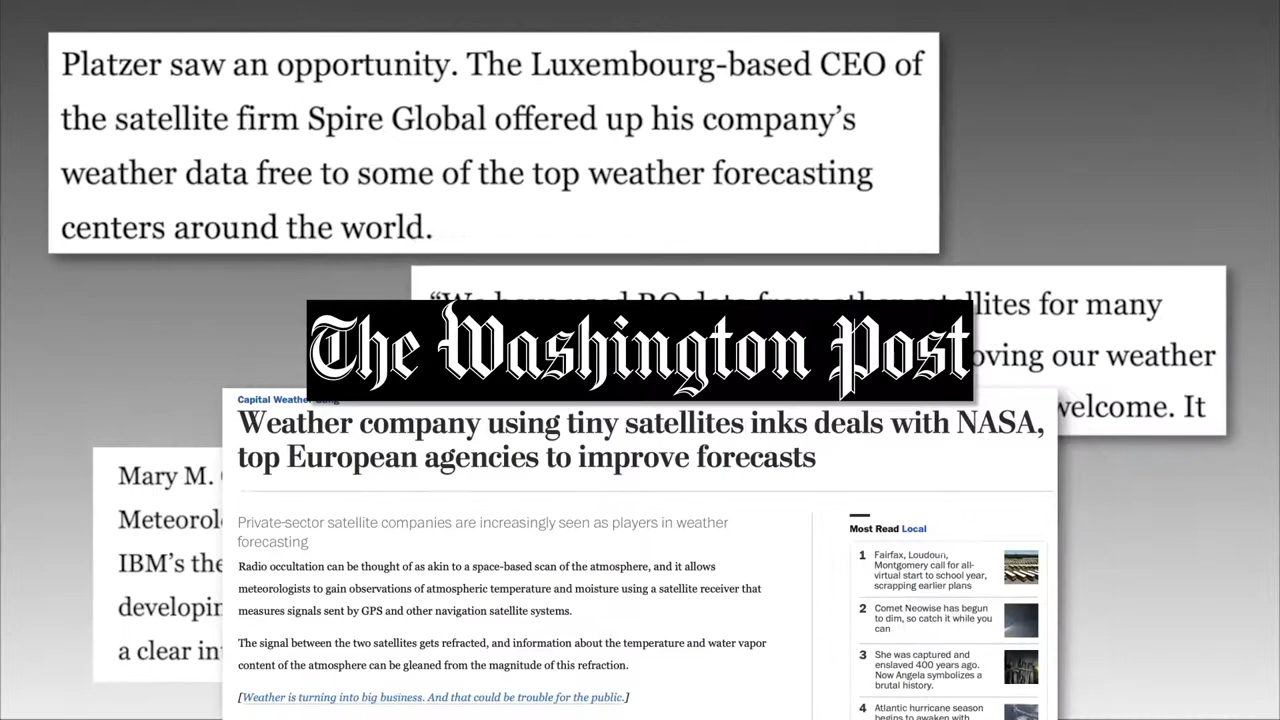 Platzer saw an opportunity. The Luxembourg-based CEO of
the satellite firm Spire Global offered up his company's
weather data free to some of the top weather forecasting
centers around the world.
from other satellites for many
our weather
welcome. It
The Washington Post
Capital Weather
Weather company using tiny satellites inks deals with NASA,
top European agencies to improve forecasts
Mary M.
IBM's the
a clear
Private-sector satellite companies are increasingly seen as players in weather
forecasting
Radio occultation can be thought of as akin to a space-based scan of the atmosphere, and it allows
meteorologists to gain observations of atmospheric temperature and moisture using a satellite receiver that
measures signals sent by GPS and other navigation satellite systems.
The signal between the two satellites gets refracted, and information about the temperature and water vapor
content of the atmosphere can be gleaned from the magnitude of this refraction.
[Weather is turning into big business. And that could be trouble for the public.]
Most Read Local
1 Fairfax, Loudoun,
Montgomery call for all-
virtual start to school year,
scrapping earlier plans
2 Comet Neowise has begun
to dim, so catch it while you
can
3 She was captured and
enslaved 400 years ago.
Now Angela symbolizes a
brutal history.
4 Atlantic hurricane season
begins to awaken with